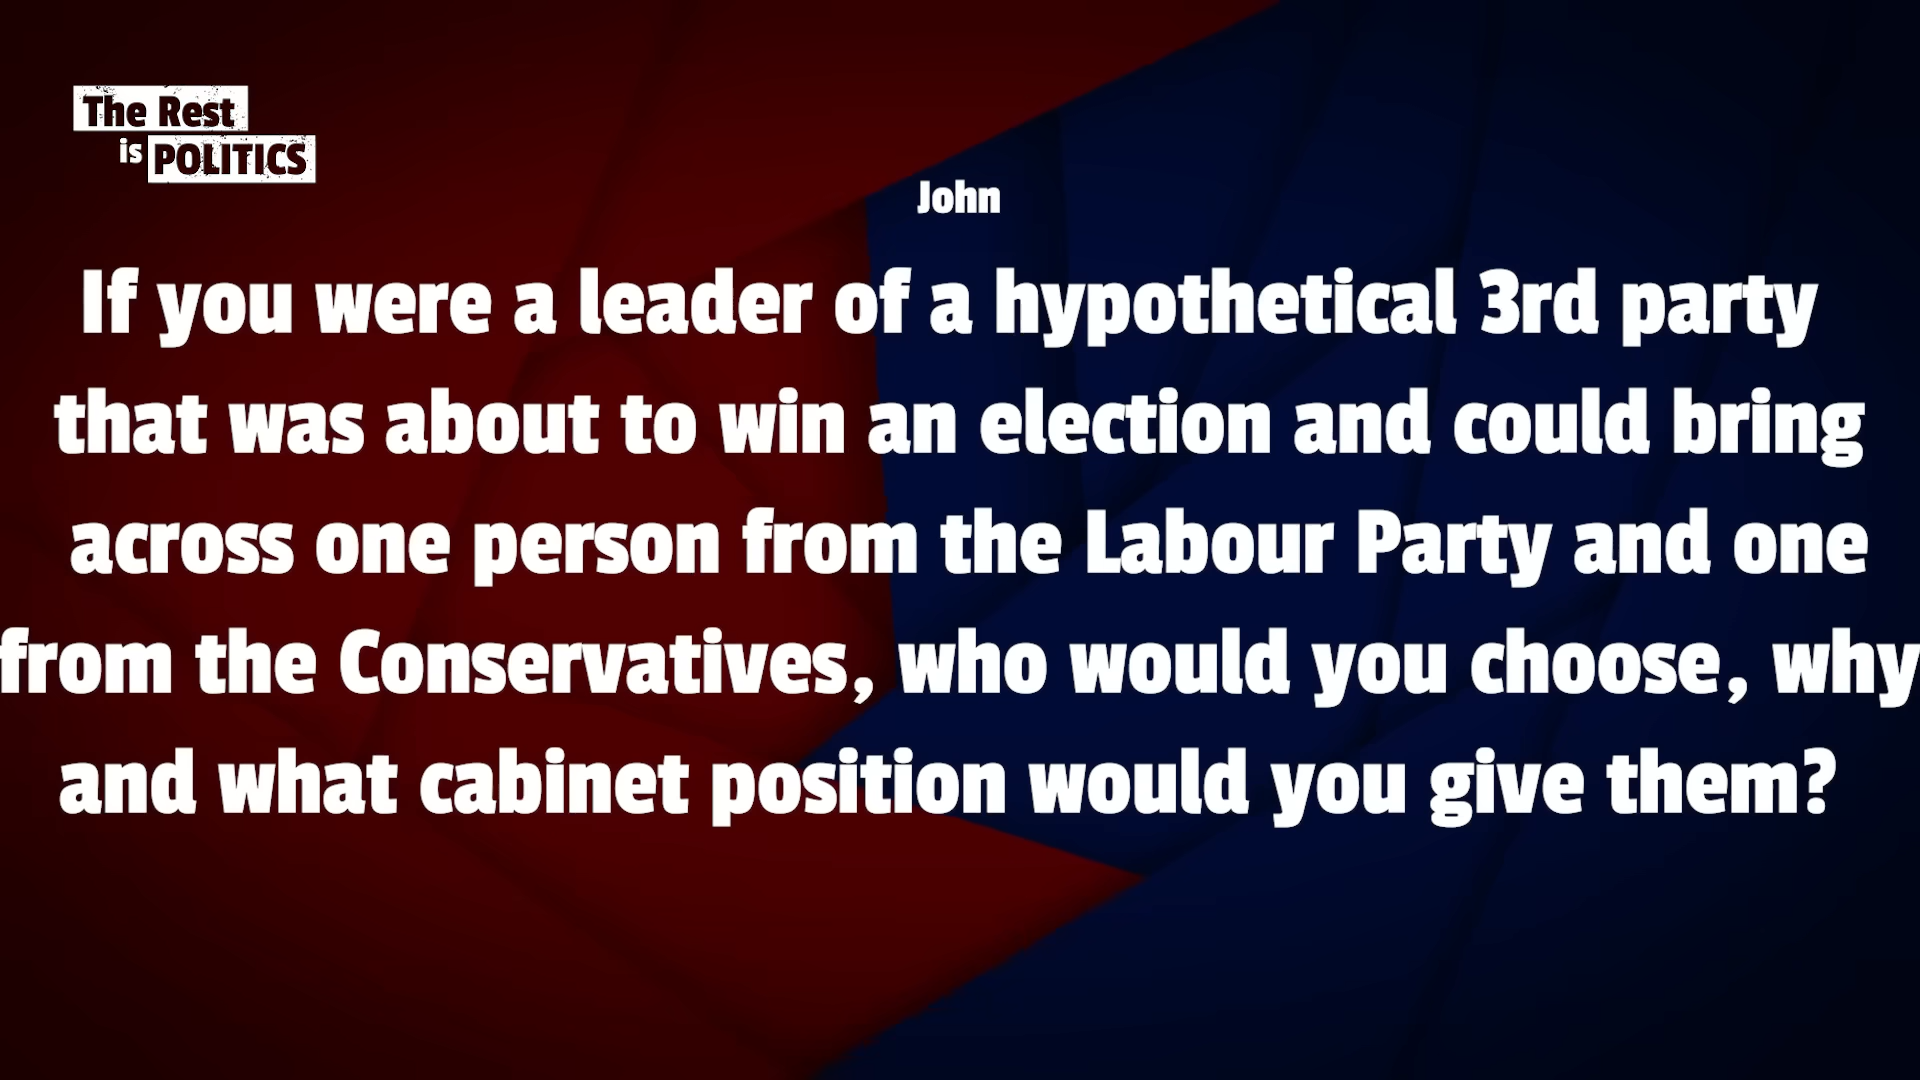 The Rest
is POLITICS
John
If you were a leader of a hypothetical 3rd party
that was about to win an election and could bring
across one person from the Labour Party and one
from the Conservatives, who would you choose, why
and what cabinet position would you give them?